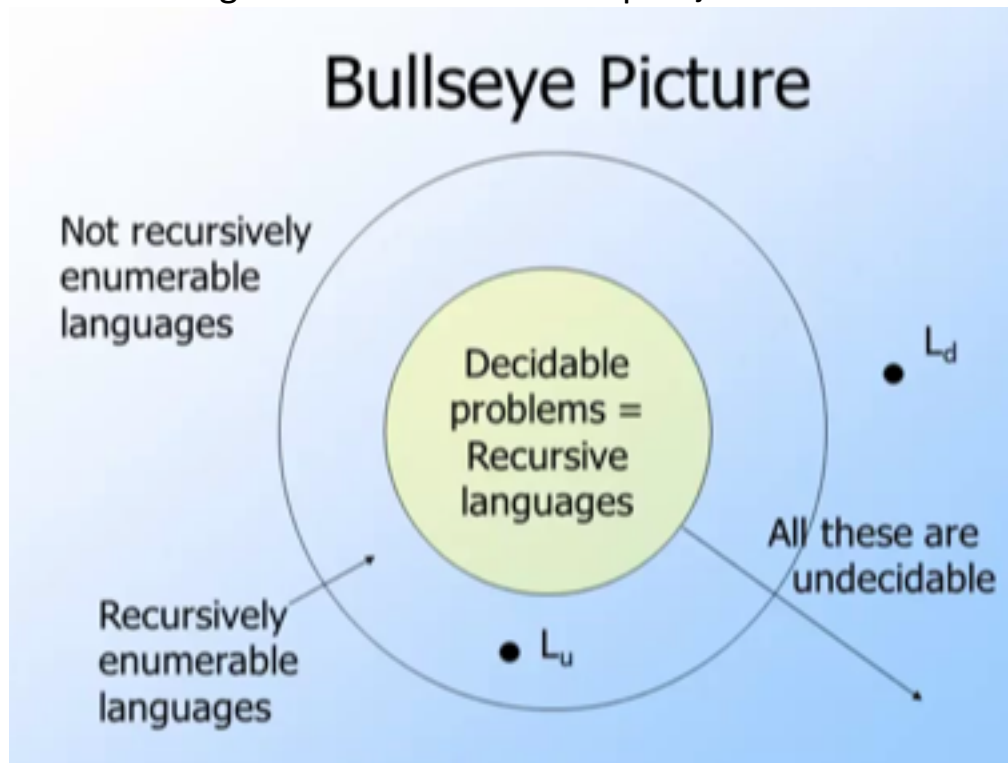 Bullseye Picture
Not recursively
enumerable
languages
Decidable
problems =
Recursive
languages
L_d
All these are
undecidable
Recursively
enumerable
languages
L_u